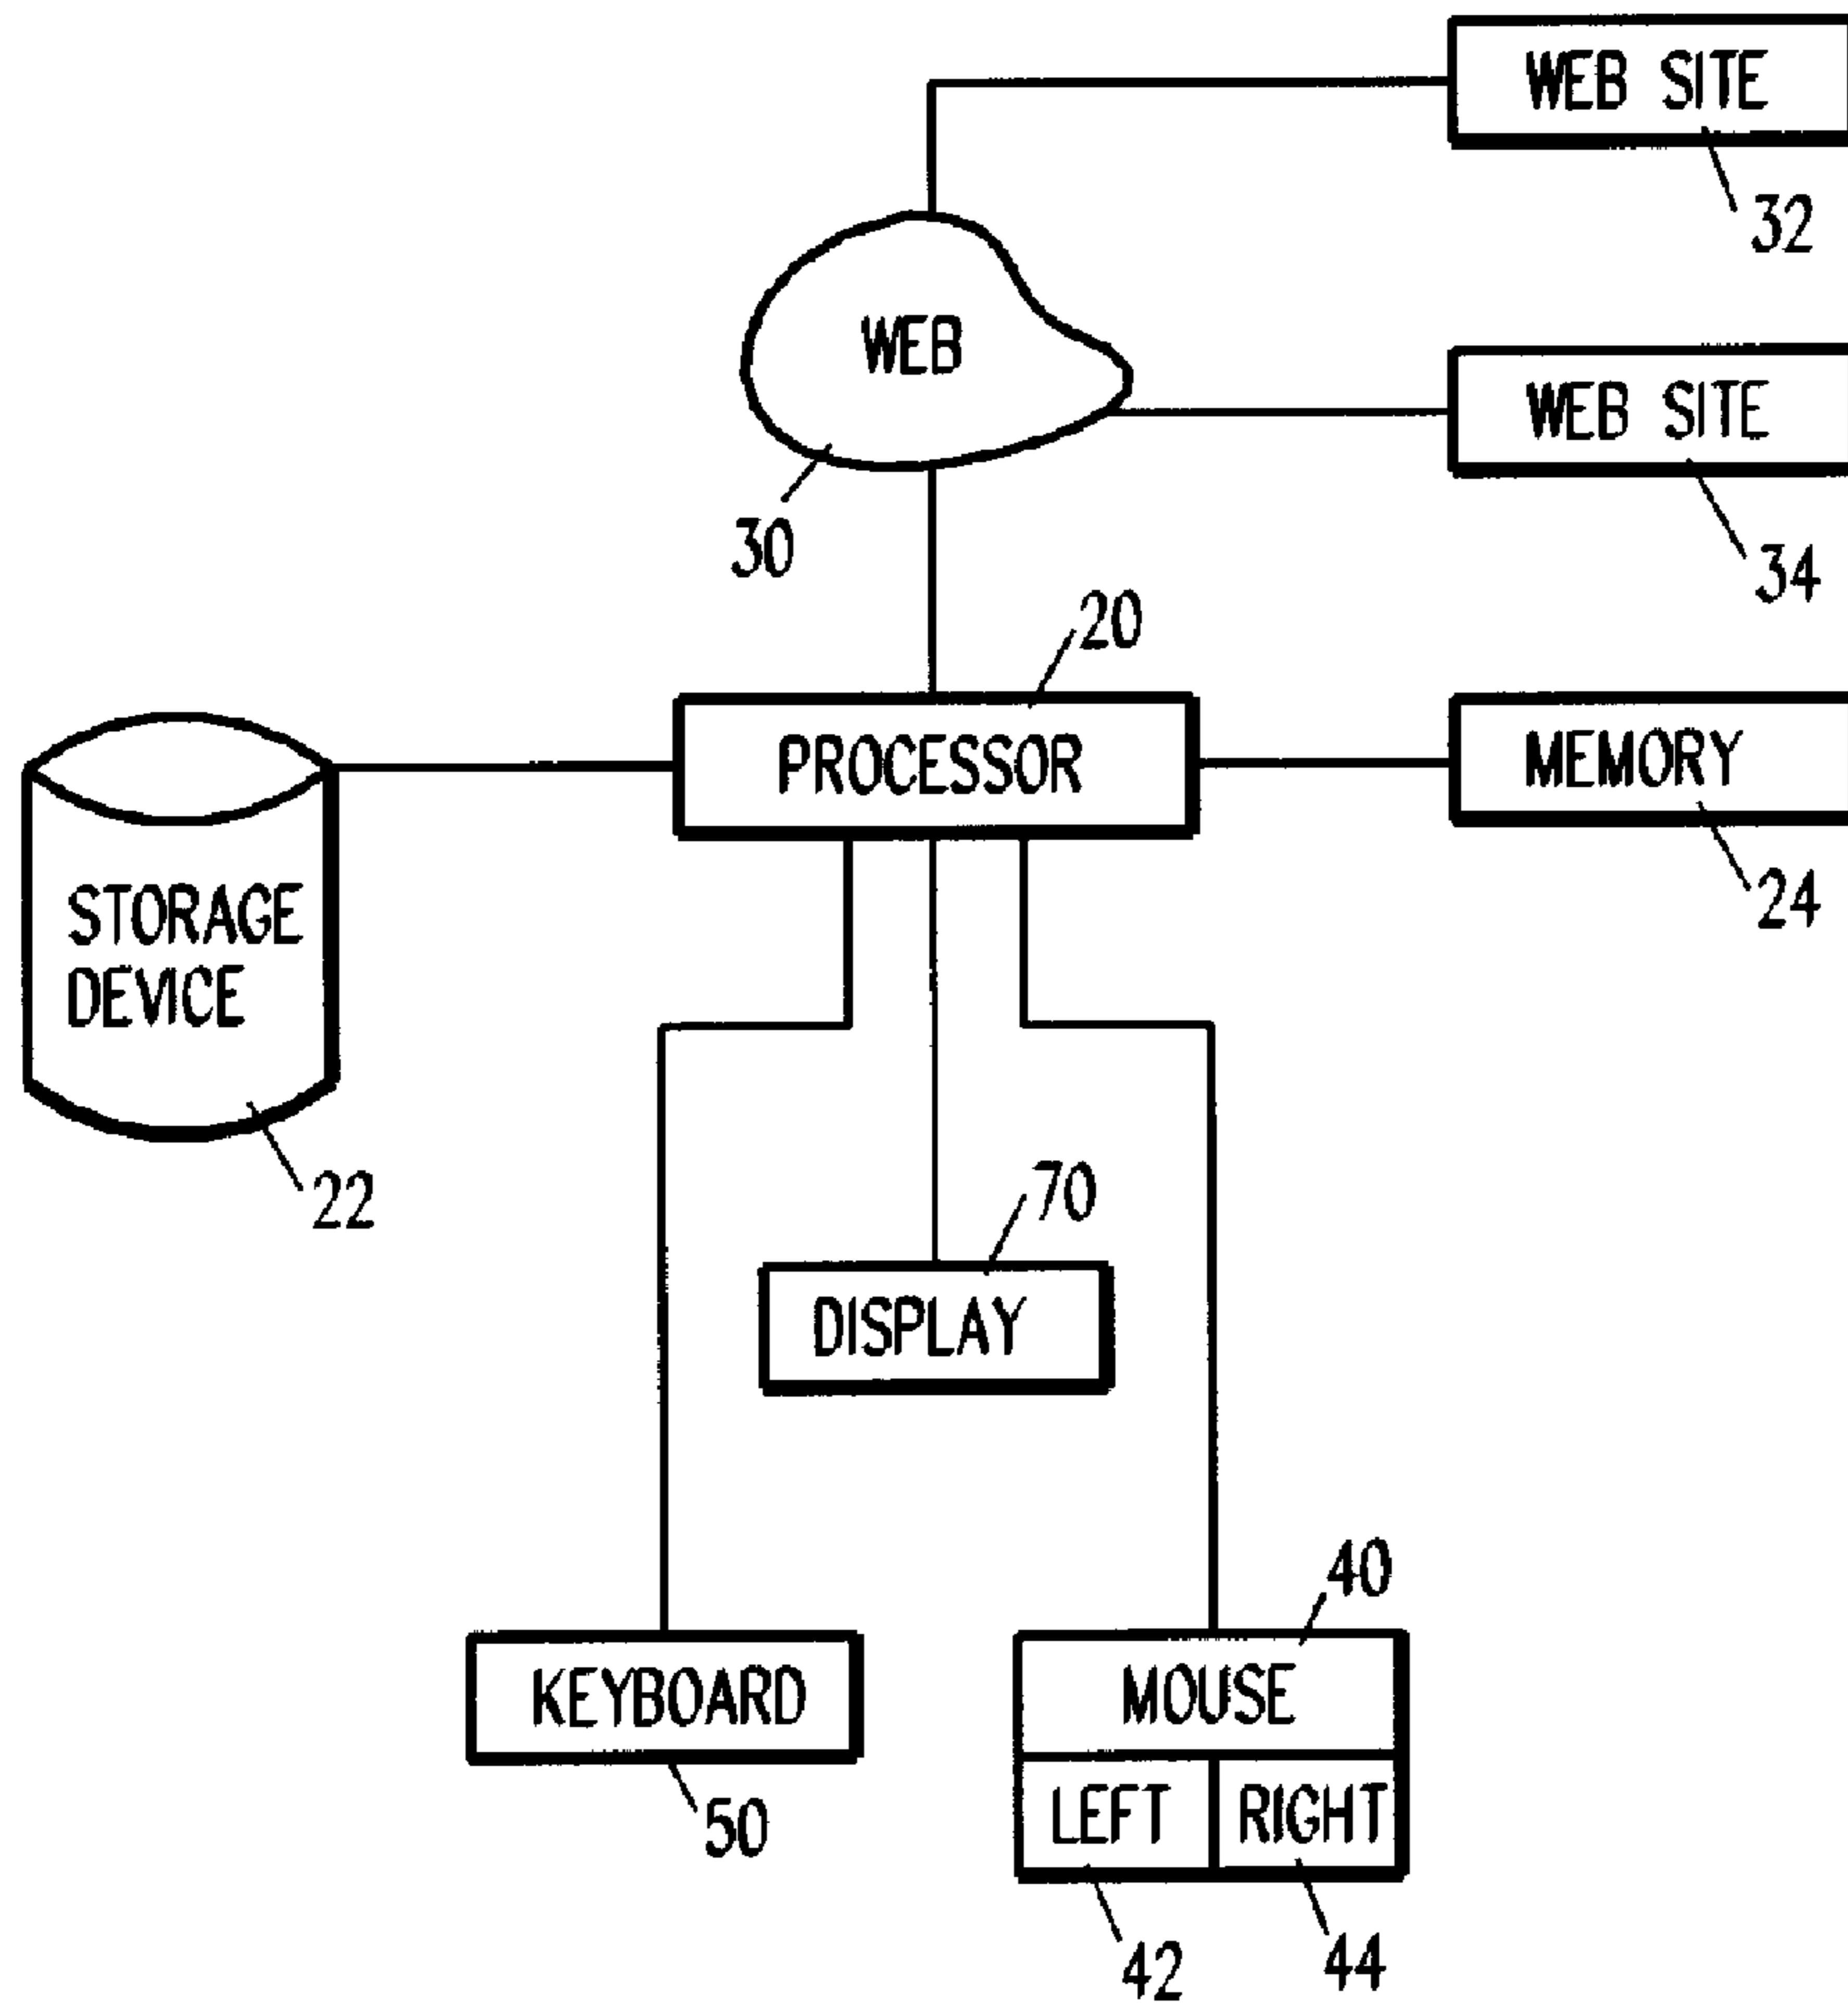 WEB SITE
32
WEB
WEB SITE
30
34
20
PROCESSOR
MEMORY
24
STORAGE
DEVICE
22
70
DISPLAY
40
KEYBOARD
MOUSE
50
LEFT
RIGHT
42
44